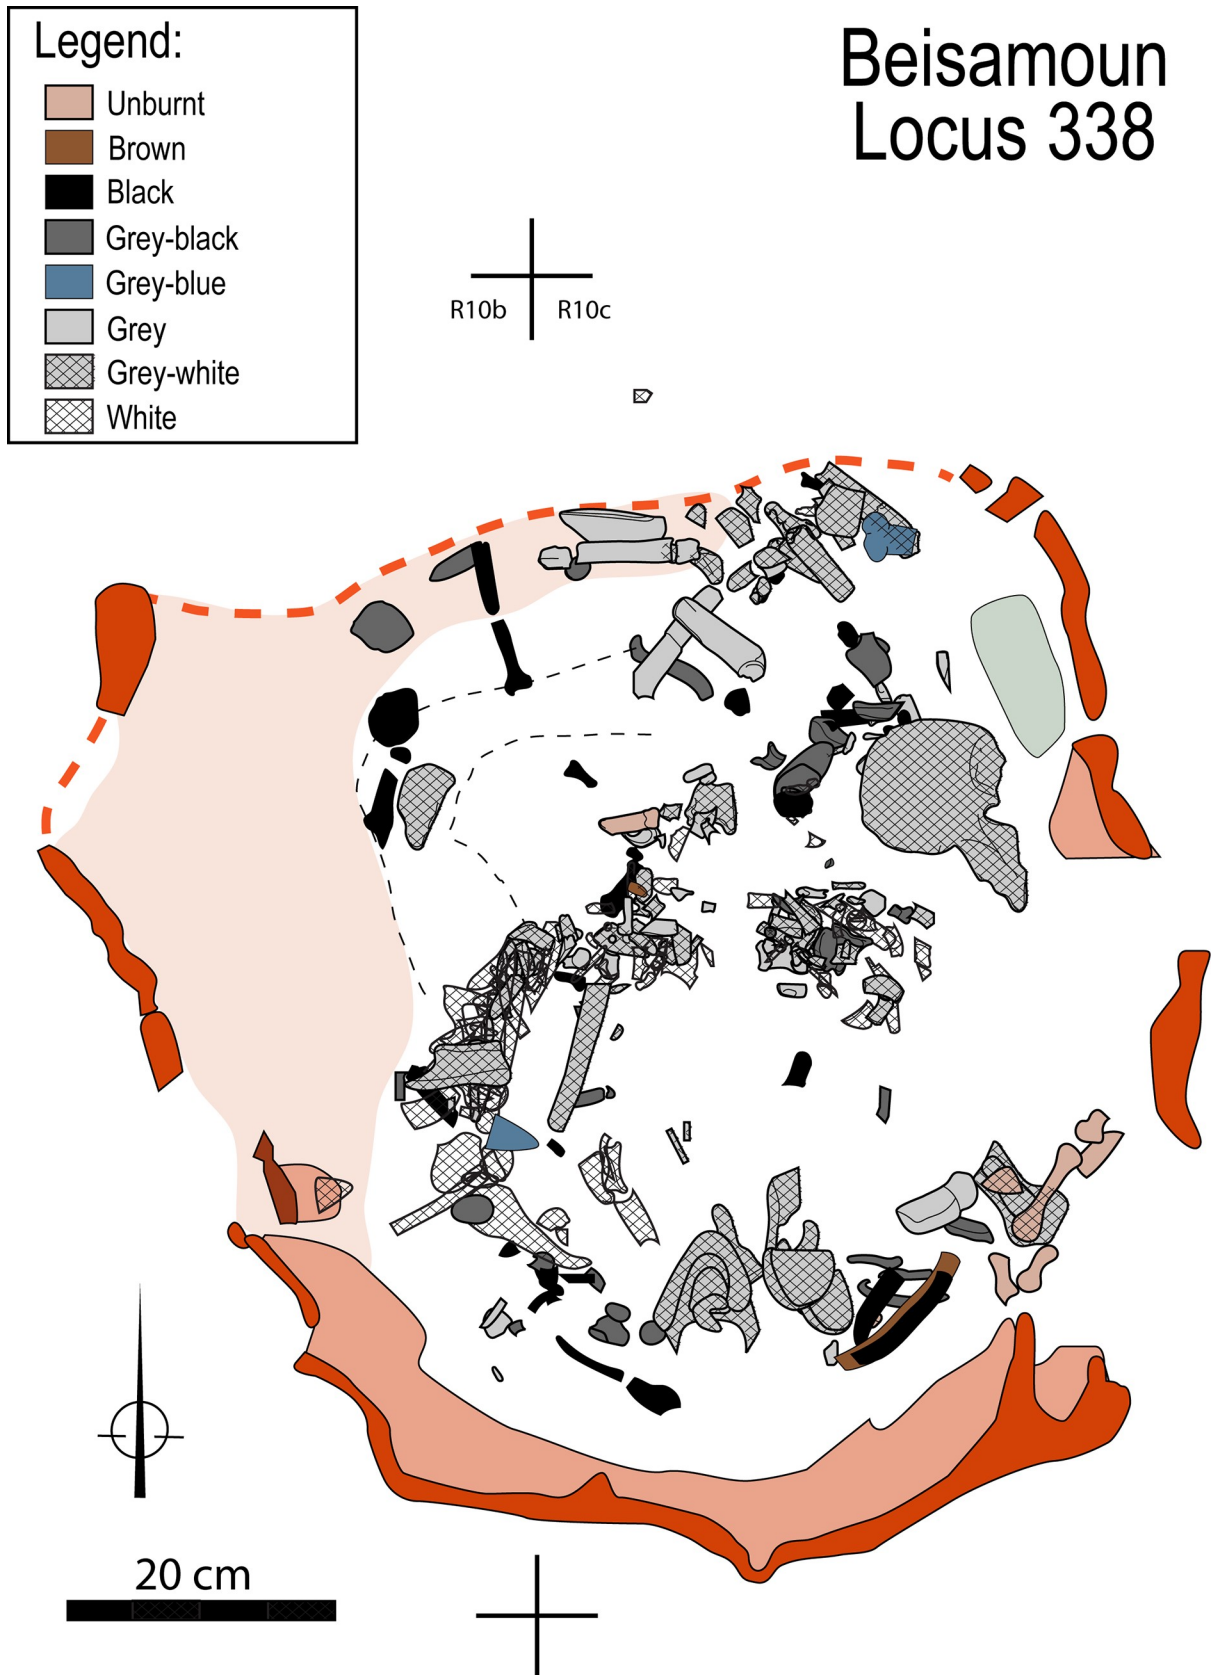 Legend:
Unburnt
Brown
Black
Grey-black
Grey-blue
Grey
Grey-white
White
Beisamoun
Locus 338
R10b
R10c
20 cm